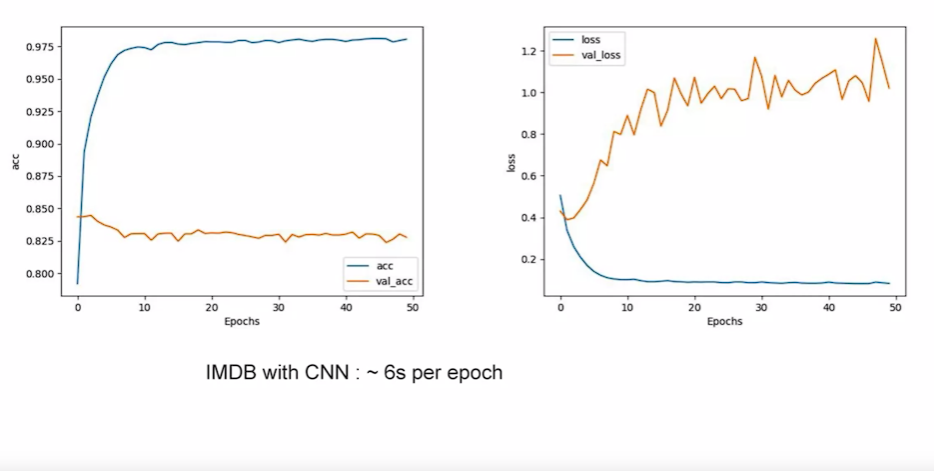 0.975
0.950
0.925
0.900
0.875
0.850
0.825
0.800
acc
0 10 20 30 40 50
Epochs
acc
val_acc
loss
val_loss
1.2
1.0
0.8
0.6
0.4
0.2
loss
0 10 20 30 40 50
Epochs
IMDB with CNN : ~ 6s per epoch